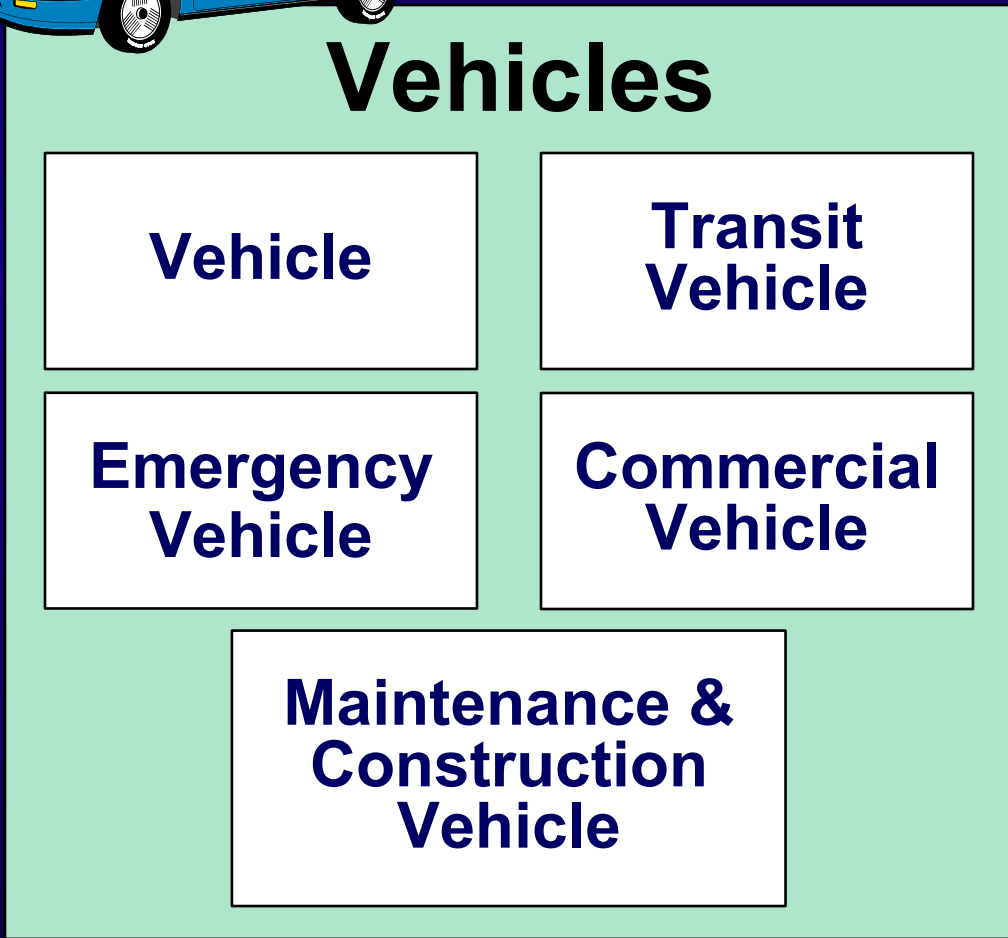 Vehicles
Vehicle
Transit
Vehicle
Emergency
Vehicle
Commercial
Vehicle
Maintenance &
Construction
Vehicle